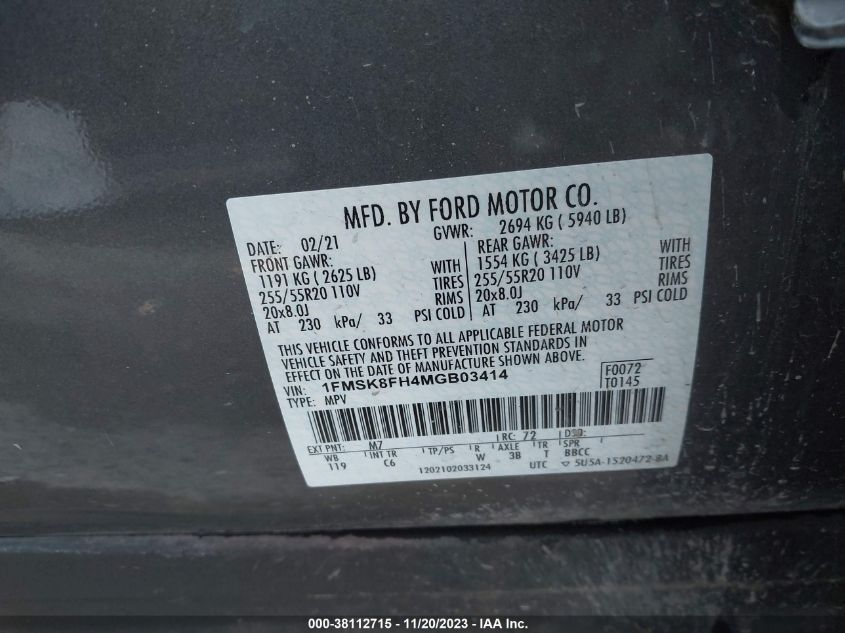 MFD. BY FORD MOTOR CO.
DATE: 02/21 GVWR: 2694 KG ( 5940 LB)
FRONT GAWR: REAR GAWR:
1191 KG ( 2625 LB) WITH 1554 KG ( 3425 LB) WITH
255/55R20 110V TIRES 255/55R20 110V TIRES
20x8.0J RIMS 20x8.0J RIMS
AT 230 kPa/ 33 PSI COLD AT 230 kPa/ 33 PSI COLD
THIS VEHICLE CONFORMS TO ALL APPLICABLE FEDERAL MOTOR
VEHICLE SAFETY AND THEFT PREVENTION STANDARDS IN
EFFECT ON THE DATE OF MANUFACTURE SHOWN ABOVE.
VIN: 1FMSK8FH4MGB03414 F0072
TYPE: MPV T0145
EXT PNT: M7 RC: 72 DSO:
WB INT TR TP/PS R AXLE TR SPR
119 C6 W 3B T BBCC
1202102033124 UTC ▽ 5U5A-1520472-BA
000-38112715 - 11/20/2023 - IAA Inc.